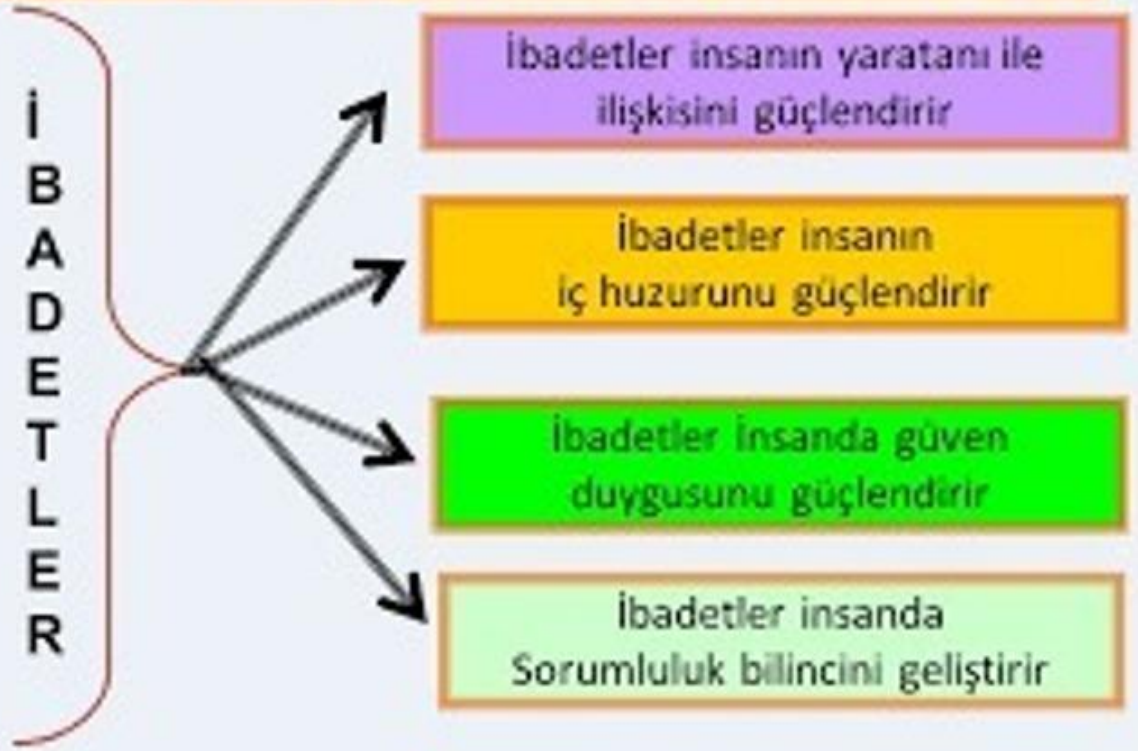 İBADETLER
İbadetler insanın yaratanı ile
ilişkisini güçlendirir
İbadetler insanın
iç huzurunu güçlendirir
İbadetler İnsanda güven
duygusunu güçlendirir
İbadetler insanda
Sorumluluk bilincini geliştirir